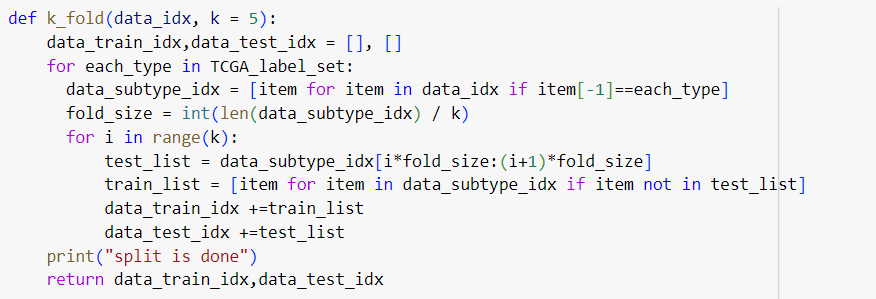 def k_fold(data_idx, k = 5):
    data_train_idx,data_test_idx = [], []
    for each_type in TCGA_label_set:
      data_subtype_idx = [item for item in data_idx if item[-1]==each_type]
      fold_size = int(len(data_subtype_idx) / k)
      for i in range(k):
          test_list = data_subtype_idx[i*fold_size:(i+1)*fold_size]
          train_list = [item for item in data_subtype_idx if item not in test_list]
          data_train_idx +=train_list
          data_test_idx +=test_list
    print("split is done")
    return data_train_idx,data_test_idx